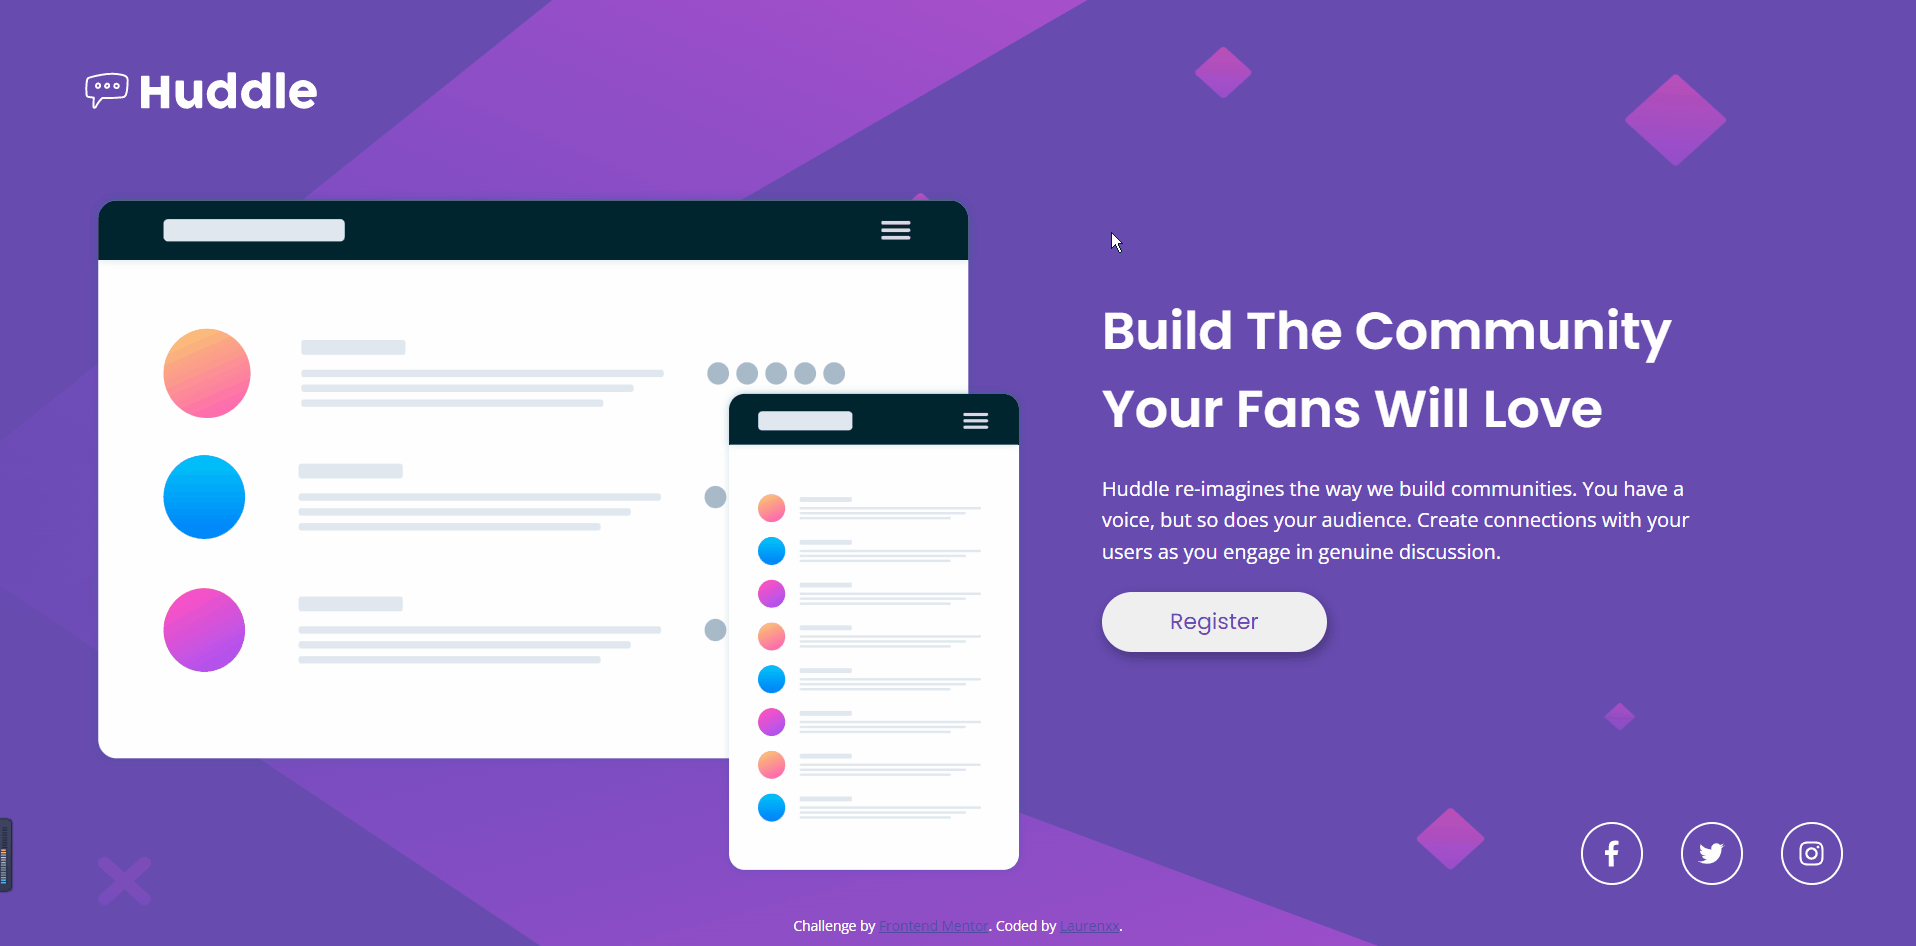 Huddle
Build The Community
Your Fans Will Love
Huddle re-imagines the way we build communities. You have a
voice, but so does your audience. Create connections with your
users as you engage in genuine discussion.
Register
Challenge by Frontend Mentor. Coded by Laurenxx.